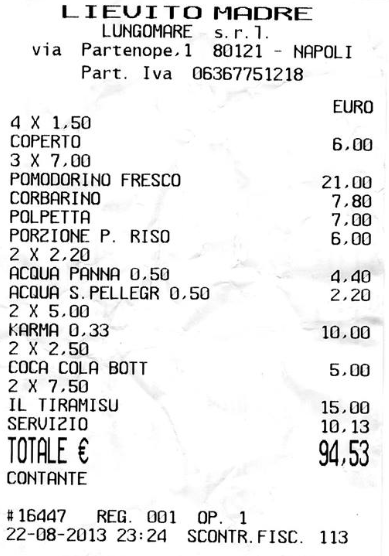 LIEVITO MADRE
LUNGOMARE s.r.l.
via Partenope,1 80121 - NAPOLI
Part. Iva 06367751218
EURO
4 X 1,50
COPERTO 6,00
3 X 7,00
POMODORINO FRESCO 21,00
CORBARINO 7,80
POLPETTA 7,00
PORZIONE P. RISO 6,00
2 X 2,20
ACQUA PANNA 0,50 4,40
ACQUA S.PELLEGR 0,50 2,20
2 X 5,00
KARMA 0,33 10,00
2 X 2,50
COCA COLA BOTT 5,00
2 X 7,50
IL TIRAMISU 15,00
SERVIZIO 10,13
TOTALE € 94,53
CONTANTE
#16447 REG. 001 OP. 1
22-08-2013 23:24 SCONTR.FISC. 113